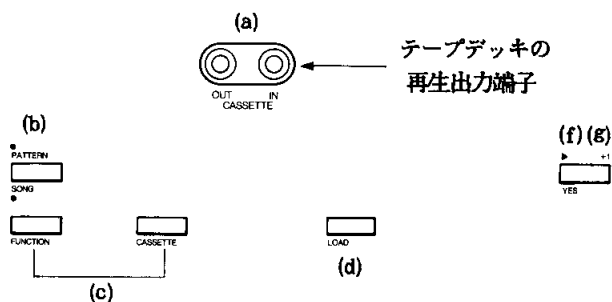 (a)
テープデッキの
再生出力端子
OUT IN
CASSETTE
(b)
PATTERN
SONG
(f) (g)
▶ +1
YES
FUNCTION
CASSETTE
LOAD
(c)
(d)